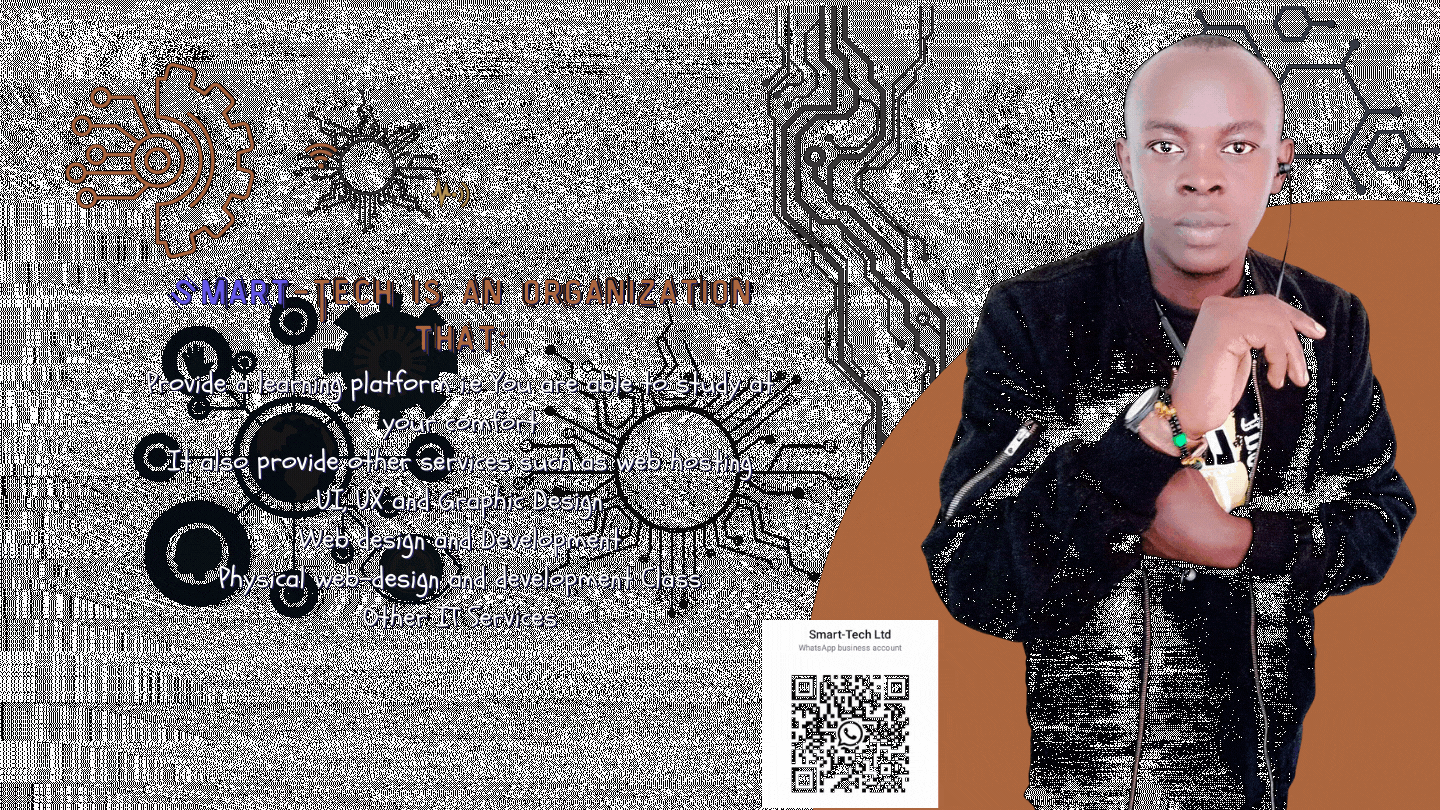 SMART-TECH IS AN ORGANIZATION
THAT
Provide a learning platform i.e You are able to study at
your comfort
It also provide other services such as web hosting
UI UX and Graphic Design
Web design and Development
Physical web-design and development Class
Other IT Services
Smart-Tech Ltd
WhatsApp business account